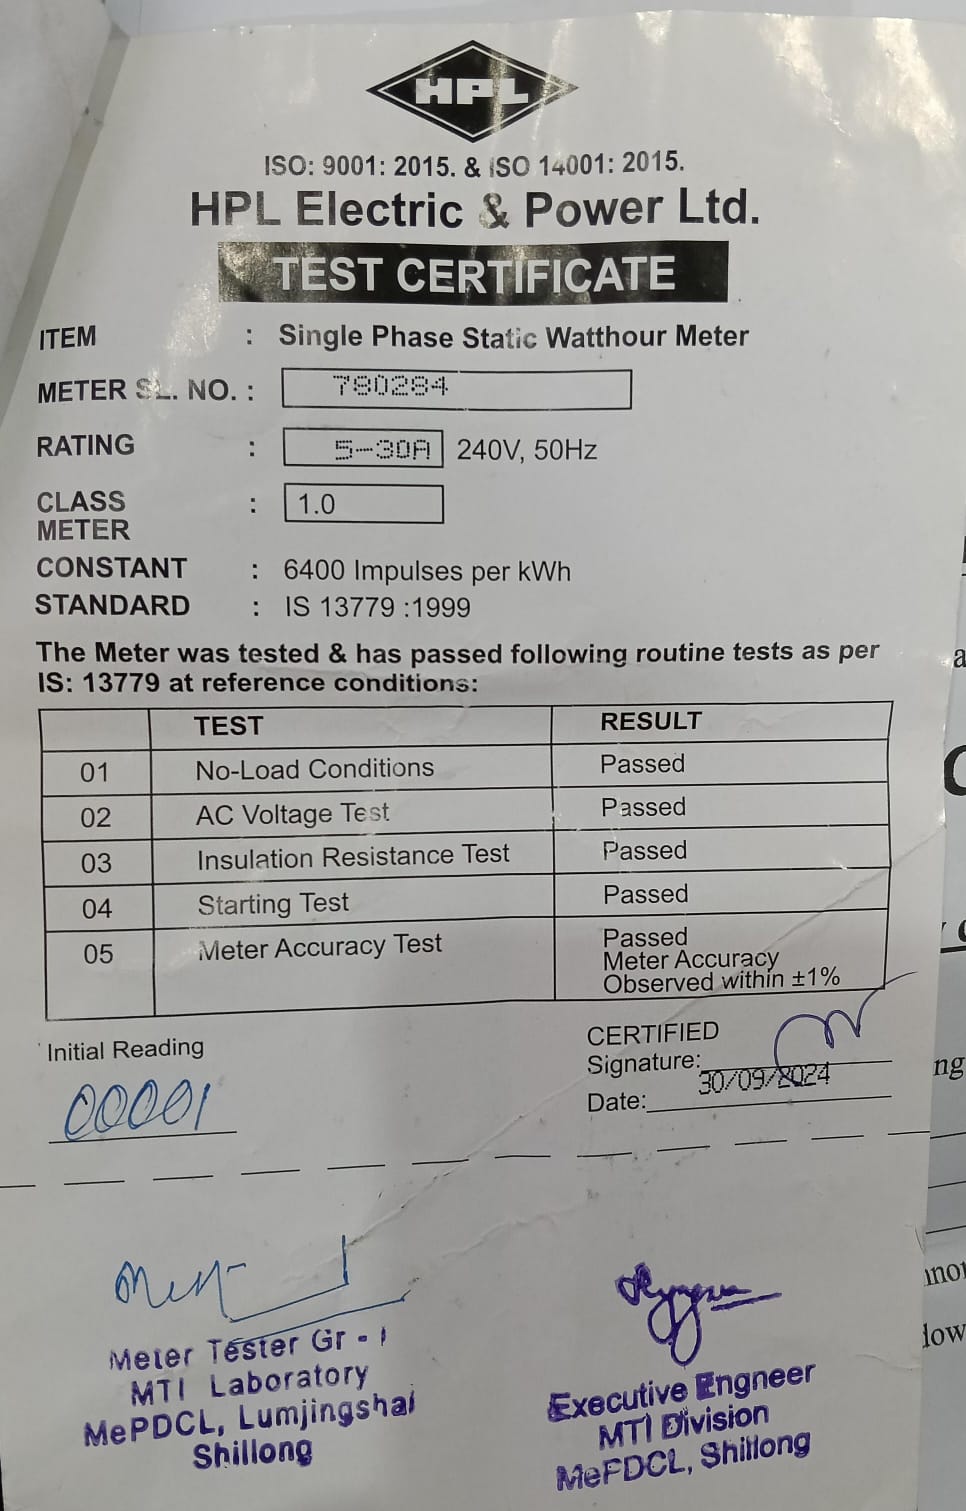 HPL
ISO: 9001: 2015. & ISO 14001: 2015.
HPL Electric & Power Ltd.
TEST CERTIFICATE
ITEM : Single Phase Static Watthour Meter
METER SL. NO. : 780284
RATING : 5-30A 240V, 50Hz
CLASS : 1.0
METER
CONSTANT : 6400 Impulses per kWh
STANDARD : IS 13779 :1999
The Meter was tested & has passed following routine tests as per
IS: 13779 at reference conditions:
TEST RESULT
01 No-Load Conditions Passed
02 AC Voltage Test Passed
03 Insulation Resistance Test Passed
04 Starting Test Passed
05 Meter Accuracy Test Passed
Meter Accuracy
Observed within ±1%
Initial Reading
00001
CERTIFIED
Signature:
30/09/2024
Date:
Meter Tester Gr - I
MTI Laboratory
MePDCL, Lumjingshai
Shillong
Executive Engneer
MTI Division
MePDCL, Shillong